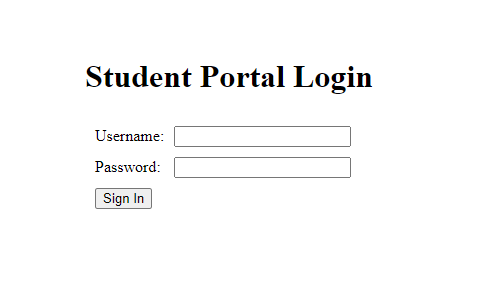 Student Portal Login
Username:
Password:
Sign In